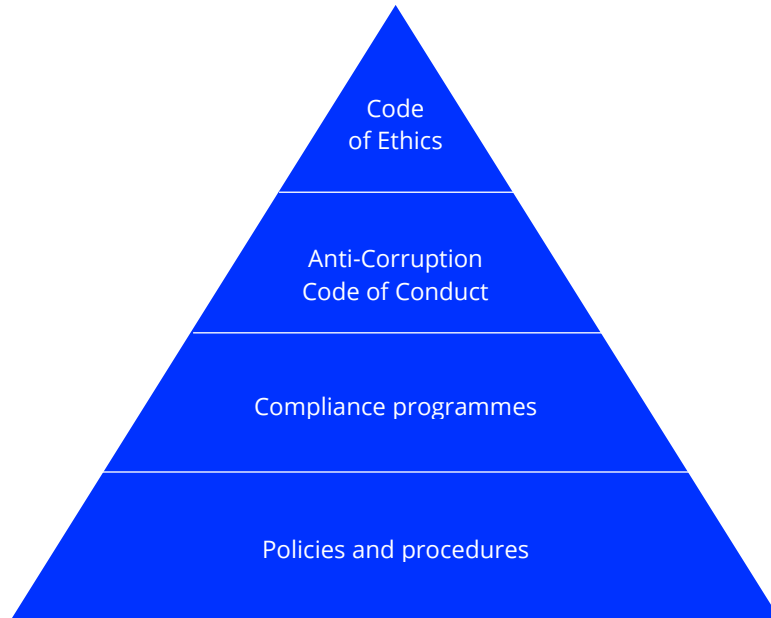 Code
of Ethics
Anti-Corruption
Code of Conduct
Compliance programmes
Policies and procedures